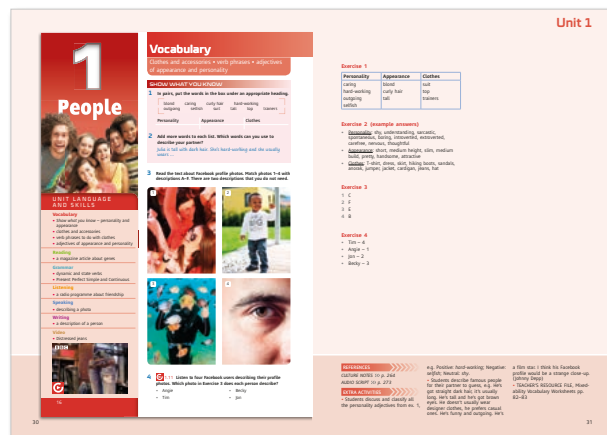 Unit 1
1
People
UNIT LANGUAGE
AND SKILLS
Vocabulary
• Show what you know – personality and
appearance
• clothes and accessories
• verb phrases to do with clothes
• adjectives of appearance and personality
Reading
• a magazine article about genes
Grammar
• dynamic and state verbs
• Present Perfect Simple and Continuous
Listening
• a radio programme about friendship
Speaking
• describing a photo
Writing
• a description of a person
Video
• Distressed jeans
BBC
14
Vocabulary
Clothes and accessories • verb phrases • adjectives
of appearance and personality
SHOW WHAT YOU KNOW
1 In pairs, put the words in the box under an appropriate heading.
blond caring curly hair hard-working
outgoing selfish suit tall top trainers
Personality Appearance Clothes
2 Add more words to each list. Which words can you use to
describe your partner?
Julia is tall with dark hair. She's hard-working and she usually
wears ...
3 Read the text about Facebook profile photos. Match photos 1–4 with
descriptions A–F. There are two descriptions that you do not need.
1
2
3
4
4 1.11 Listen to four Facebook users describing their profile
photos. Which photo in Exercise 3 does each person describe?
• Angie • Becky
• Tim • Jon
30
Exercise 1
Personality Appearance Clothes
caring blond suit
hard-working curly hair top
outgoing tall trainers
selfish
Exercise 2 (example answers)
• Personality: shy, understanding, sarcastic,
spontaneous, boring, introverted, extroverted,
carefree, nervous, thoughtful
• Appearance: short, medium height, slim, medium
build, pretty, handsome, attractive
• Clothes: T-shirt, dress, skirt, hiking boots, sandals,
anorak, jumper, jacket, cardigan, jeans, hat
Exercise 3
1 C
2 F
3 E
4 B
Exercise 4
• Tim – 4
• Angie – 1
• Jon – 2
• Becky – 3
REFERENCES
CULTURE NOTES p. 264
AUDIO SCRIPT p. 273
EXTRA ACTIVITIES
• Students discuss and classify all
the personality adjectives from ex. 1,
e.g. Positive: hard-working; Negative:
selfish; Neutral: shy.
• Students describe famous people
for their partner to guess, e.g. He's
got straight dark hair, it's usually
long. He's tall and he's got brown
eyes. He doesn't usually wear
designer clothes, he prefers casual
ones. He's funny and outgoing. He's
a film star. I think his Facebook
profile would be a strange close-up.
(Johnny Depp)
• TEACHER'S RESOURCE FILE, Mixed-
ability Vocabulary Worksheets pp.
82–83
31